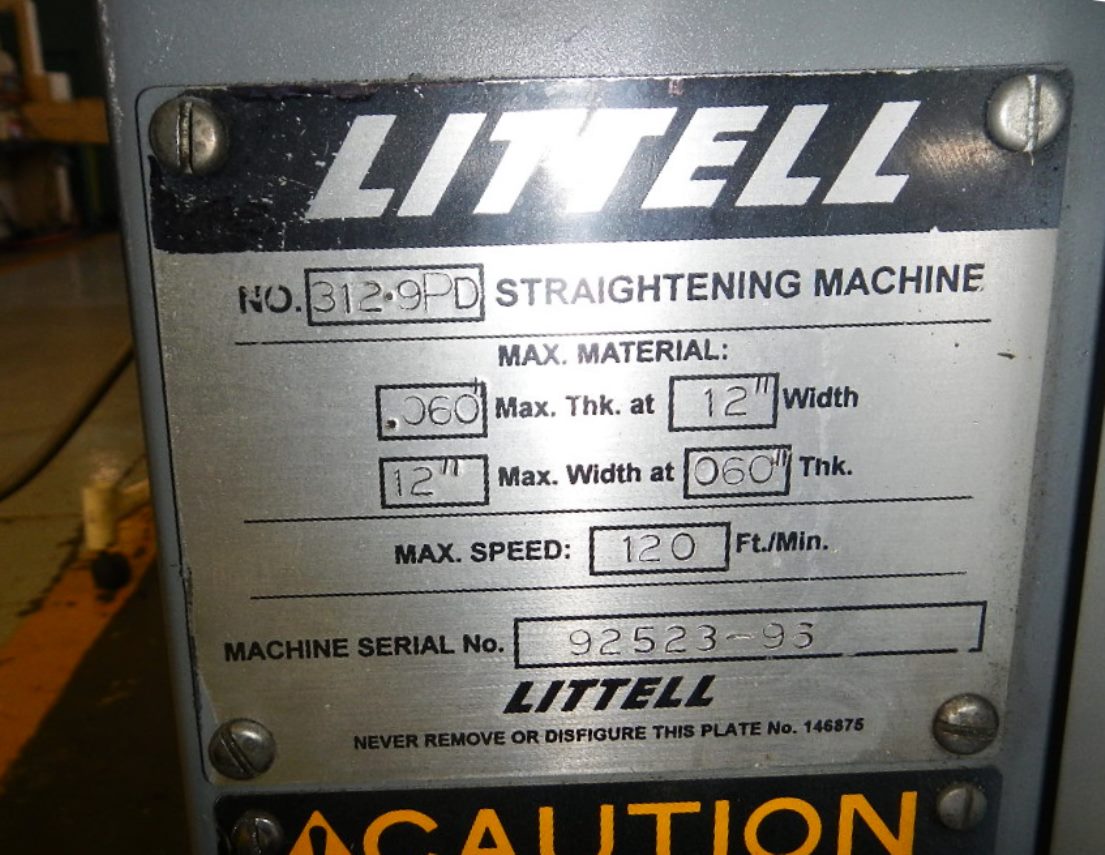 LITTELL
NO. 312-9PD STRAIGHTENING MACHINE
MAX. MATERIAL:
.060" Max. Thk. at 12" Width
12" Max. Width at 060" Thk.
MAX. SPEED: 120 Ft./Min.
MACHINE SERIAL No. 92523-93
LITTELL
NEVER REMOVE OR DISFIGURE THIS PLATE No. 146875
CAUTION